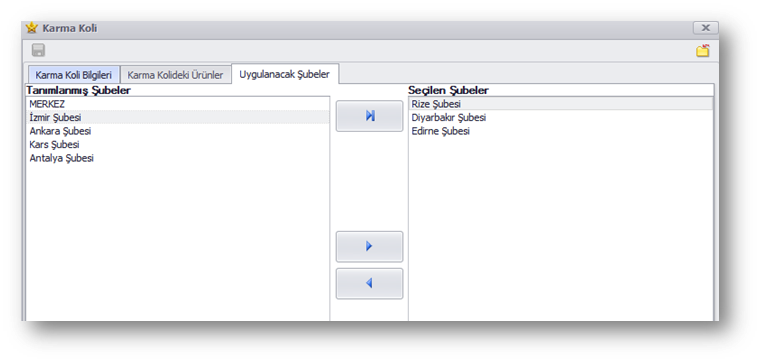 Karma Koli
Karma Koli Bilgileri
Karma Kolideki Ürünler
Uygulanacak Şubeler
Tanımlanmış Şubeler
MERKEZ
İzmir Şubesi
Ankara Şubesi
Kars Şubesi
Antalya Şubesi
Seçilen Şubeler
Rize Şubesi
Diyarbakır Şubesi
Edirne Şubesi